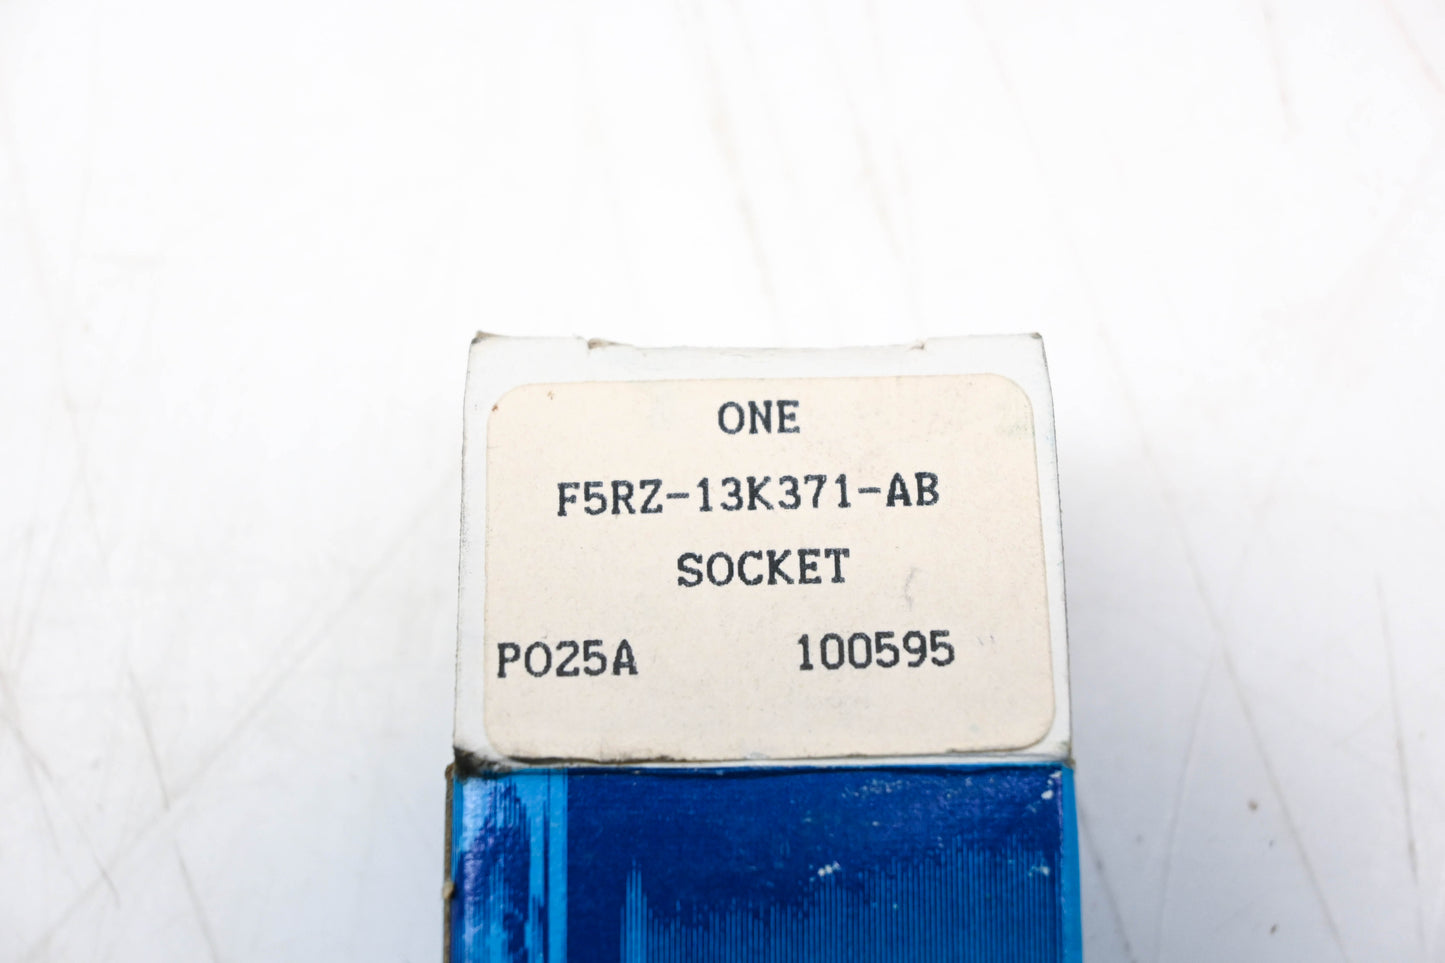 ONE
F5RZ-13K371-AB
SOCKET
PO25A 100595